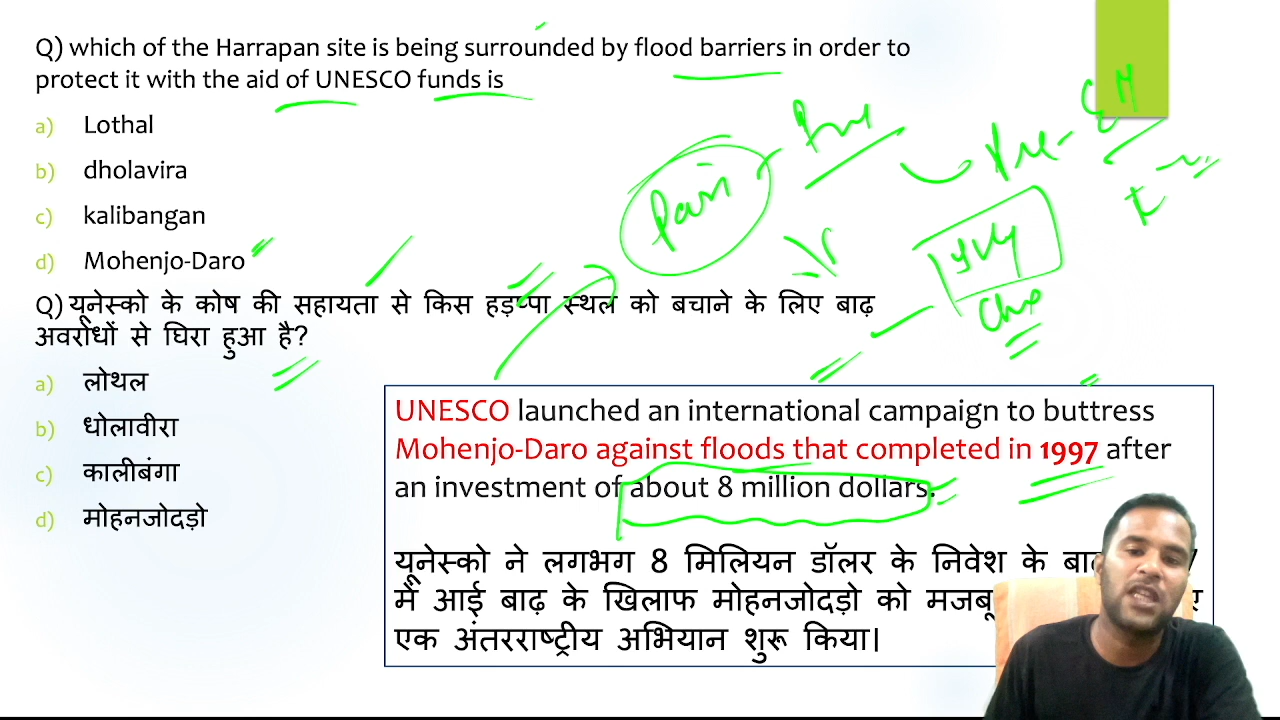 Q) which of the Harrapan site is being surrounded by flood barriers in order to
protect it with the aid of UNESCO funds is
a) Lothal
b) dholavira
c) kalibangan
d) Mohenjo-Daro
Q) यूनेस्को के कोष की सहायता से किस हड़प्पा स्थल को बचाने के लिए बाढ़
अवरोधों से घिरा हुआ है?
a) लोथल
b) धोलावीरा
c) कालीबंगा
d) मोहनजोदड़ो
UNESCO launched an international campaign to buttress
Mohenjo-Daro against floods that completed in 1997 after
an investment of about 8 million dollars.
यूनेस्को ने लगभग 8 मिलियन डॉलर के निवेश के
में आई बाढ़ के खिलाफ मोहनजोदड़ो को
एक अंतरराष्ट्रीय अभियान शुरू किया।